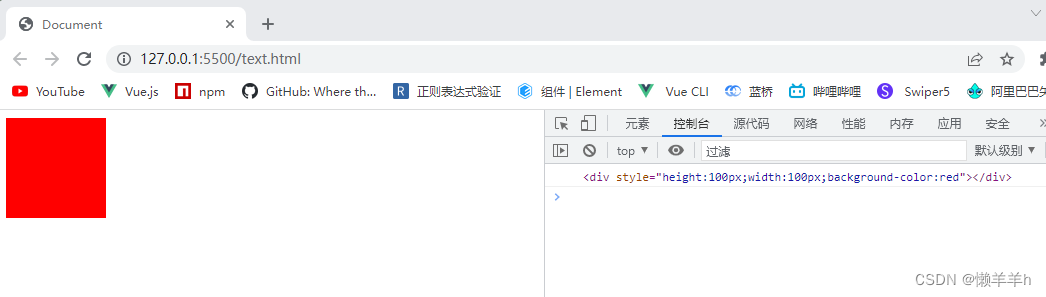 Document
127.0.0.1:5500/text.html
YouTube Vue.js npm GitHub: Where th... R 正则表达式验证 组件 | Element Vue CLI 蓝桥 哔哩哔哩 Swiper5 阿里巴巴矢
元素 控制台 源代码 网络 性能 内存 应用 安全 »
top ▼ 过滤 默认级别 ▼
<div style="height:100px;width:100px;background-color:red"></div>
>
CSDN @懒羊羊h